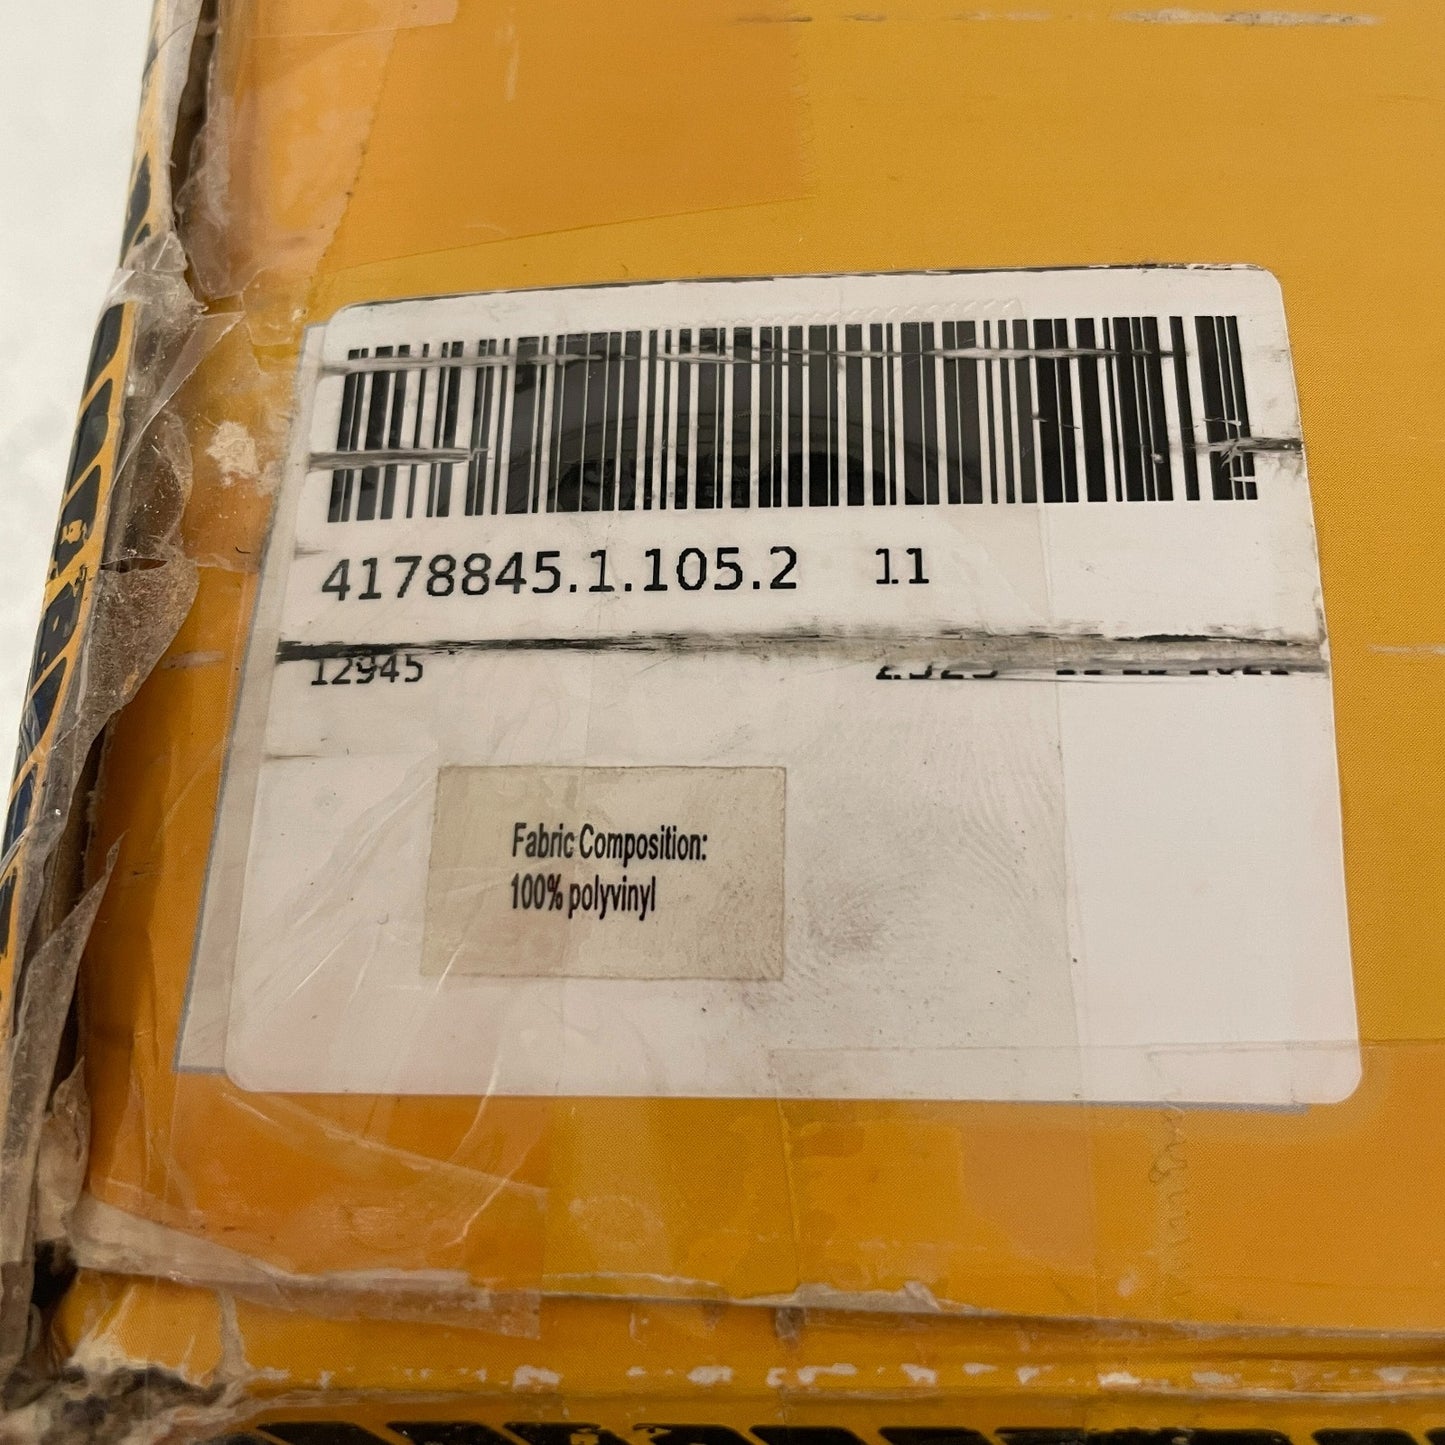 4178845.1.105.2 11
12945
Fabric Composition:
100% polyvinyl